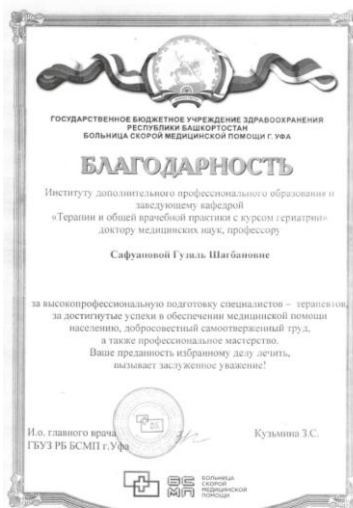 ГОСУДАРСТВЕННОЕ БЮДЖЕТНОЕ УЧРЕЖДЕНИЕ ЗДРАВООХРАНЕНИЯ
РЕСПУБЛИКИ БАШКОРТОСТАН
БОЛЬНИЦА СКОРОЙ МЕДИЦИНСКОЙ ПОМОЩИ Г. УФА
БЛАГОДАРНОСТЬ
Институту дополнительного профессионального образования и
заведующему кафедрой
«Терапии и общей врачебной практики с курсом гериатрии»
доктору медицинских наук, профессору
Сафуановой Гузяль Шагбановне
за высокопрофессиональную подготовку специалистов – терапевтов,
за достигнутые успехи в обеспечении медицинской помощи
населению, добросовестный самоотверженный труд,
а также профессиональное мастерство.
Ваше преданность избранному делу лечить,
вызывает заслуженное уважение!
И.о. главного врача
ГБУЗ РБ БСМП г.Уфа
Кузьмина З.С.
БСМП
БОЛЬНИЦА
СКОРОЙ
МЕДИЦИНСКОЙ
ПОМОЩИ